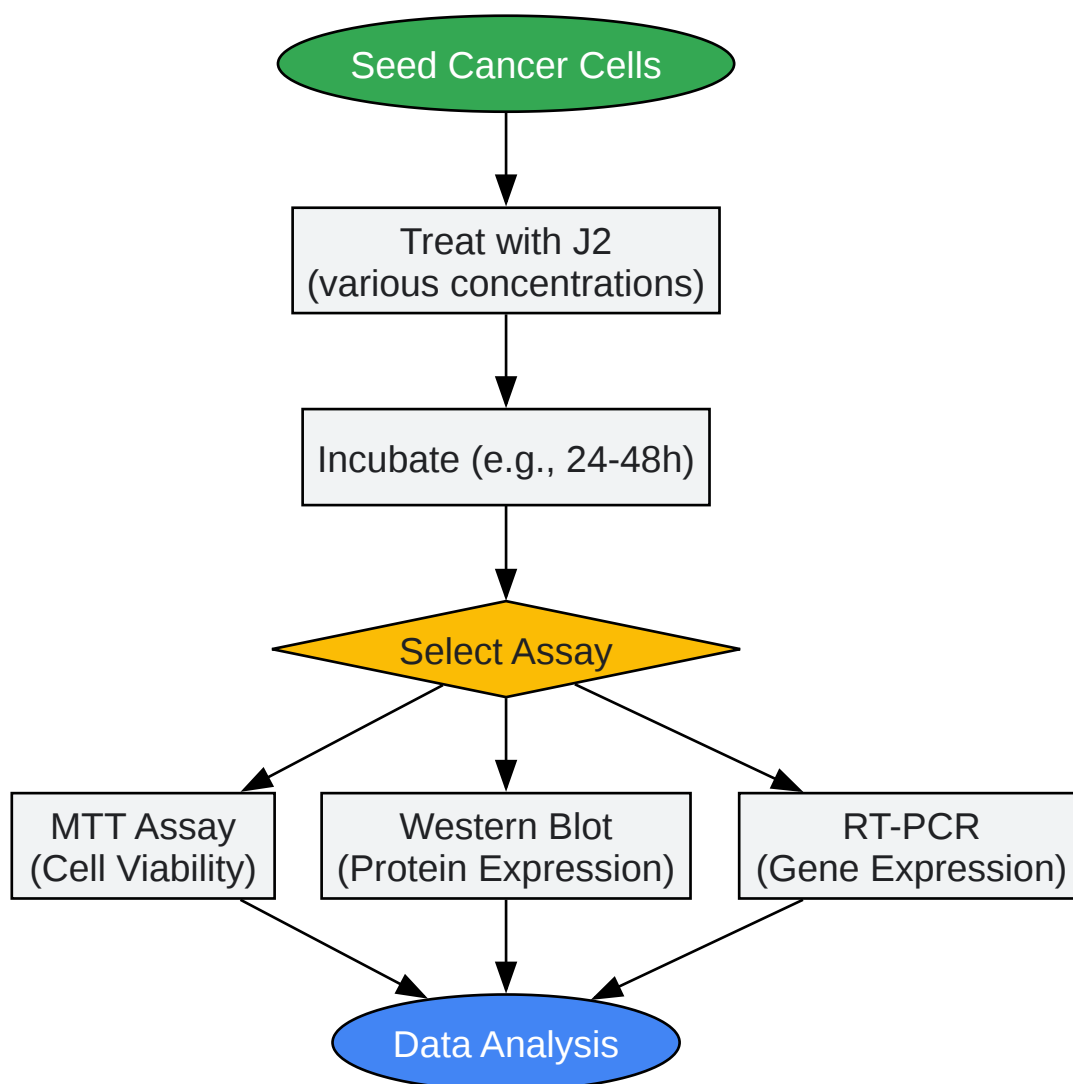 Seed Cancer Cells
Treat with J2
(various concentrations)
Incubate (e.g., 24-48h)
Select Assay
MTT Assay
(Cell Viability)
Western Blot
(Protein Expression)
RT-PCR
(Gene Expression)
Data Analysis